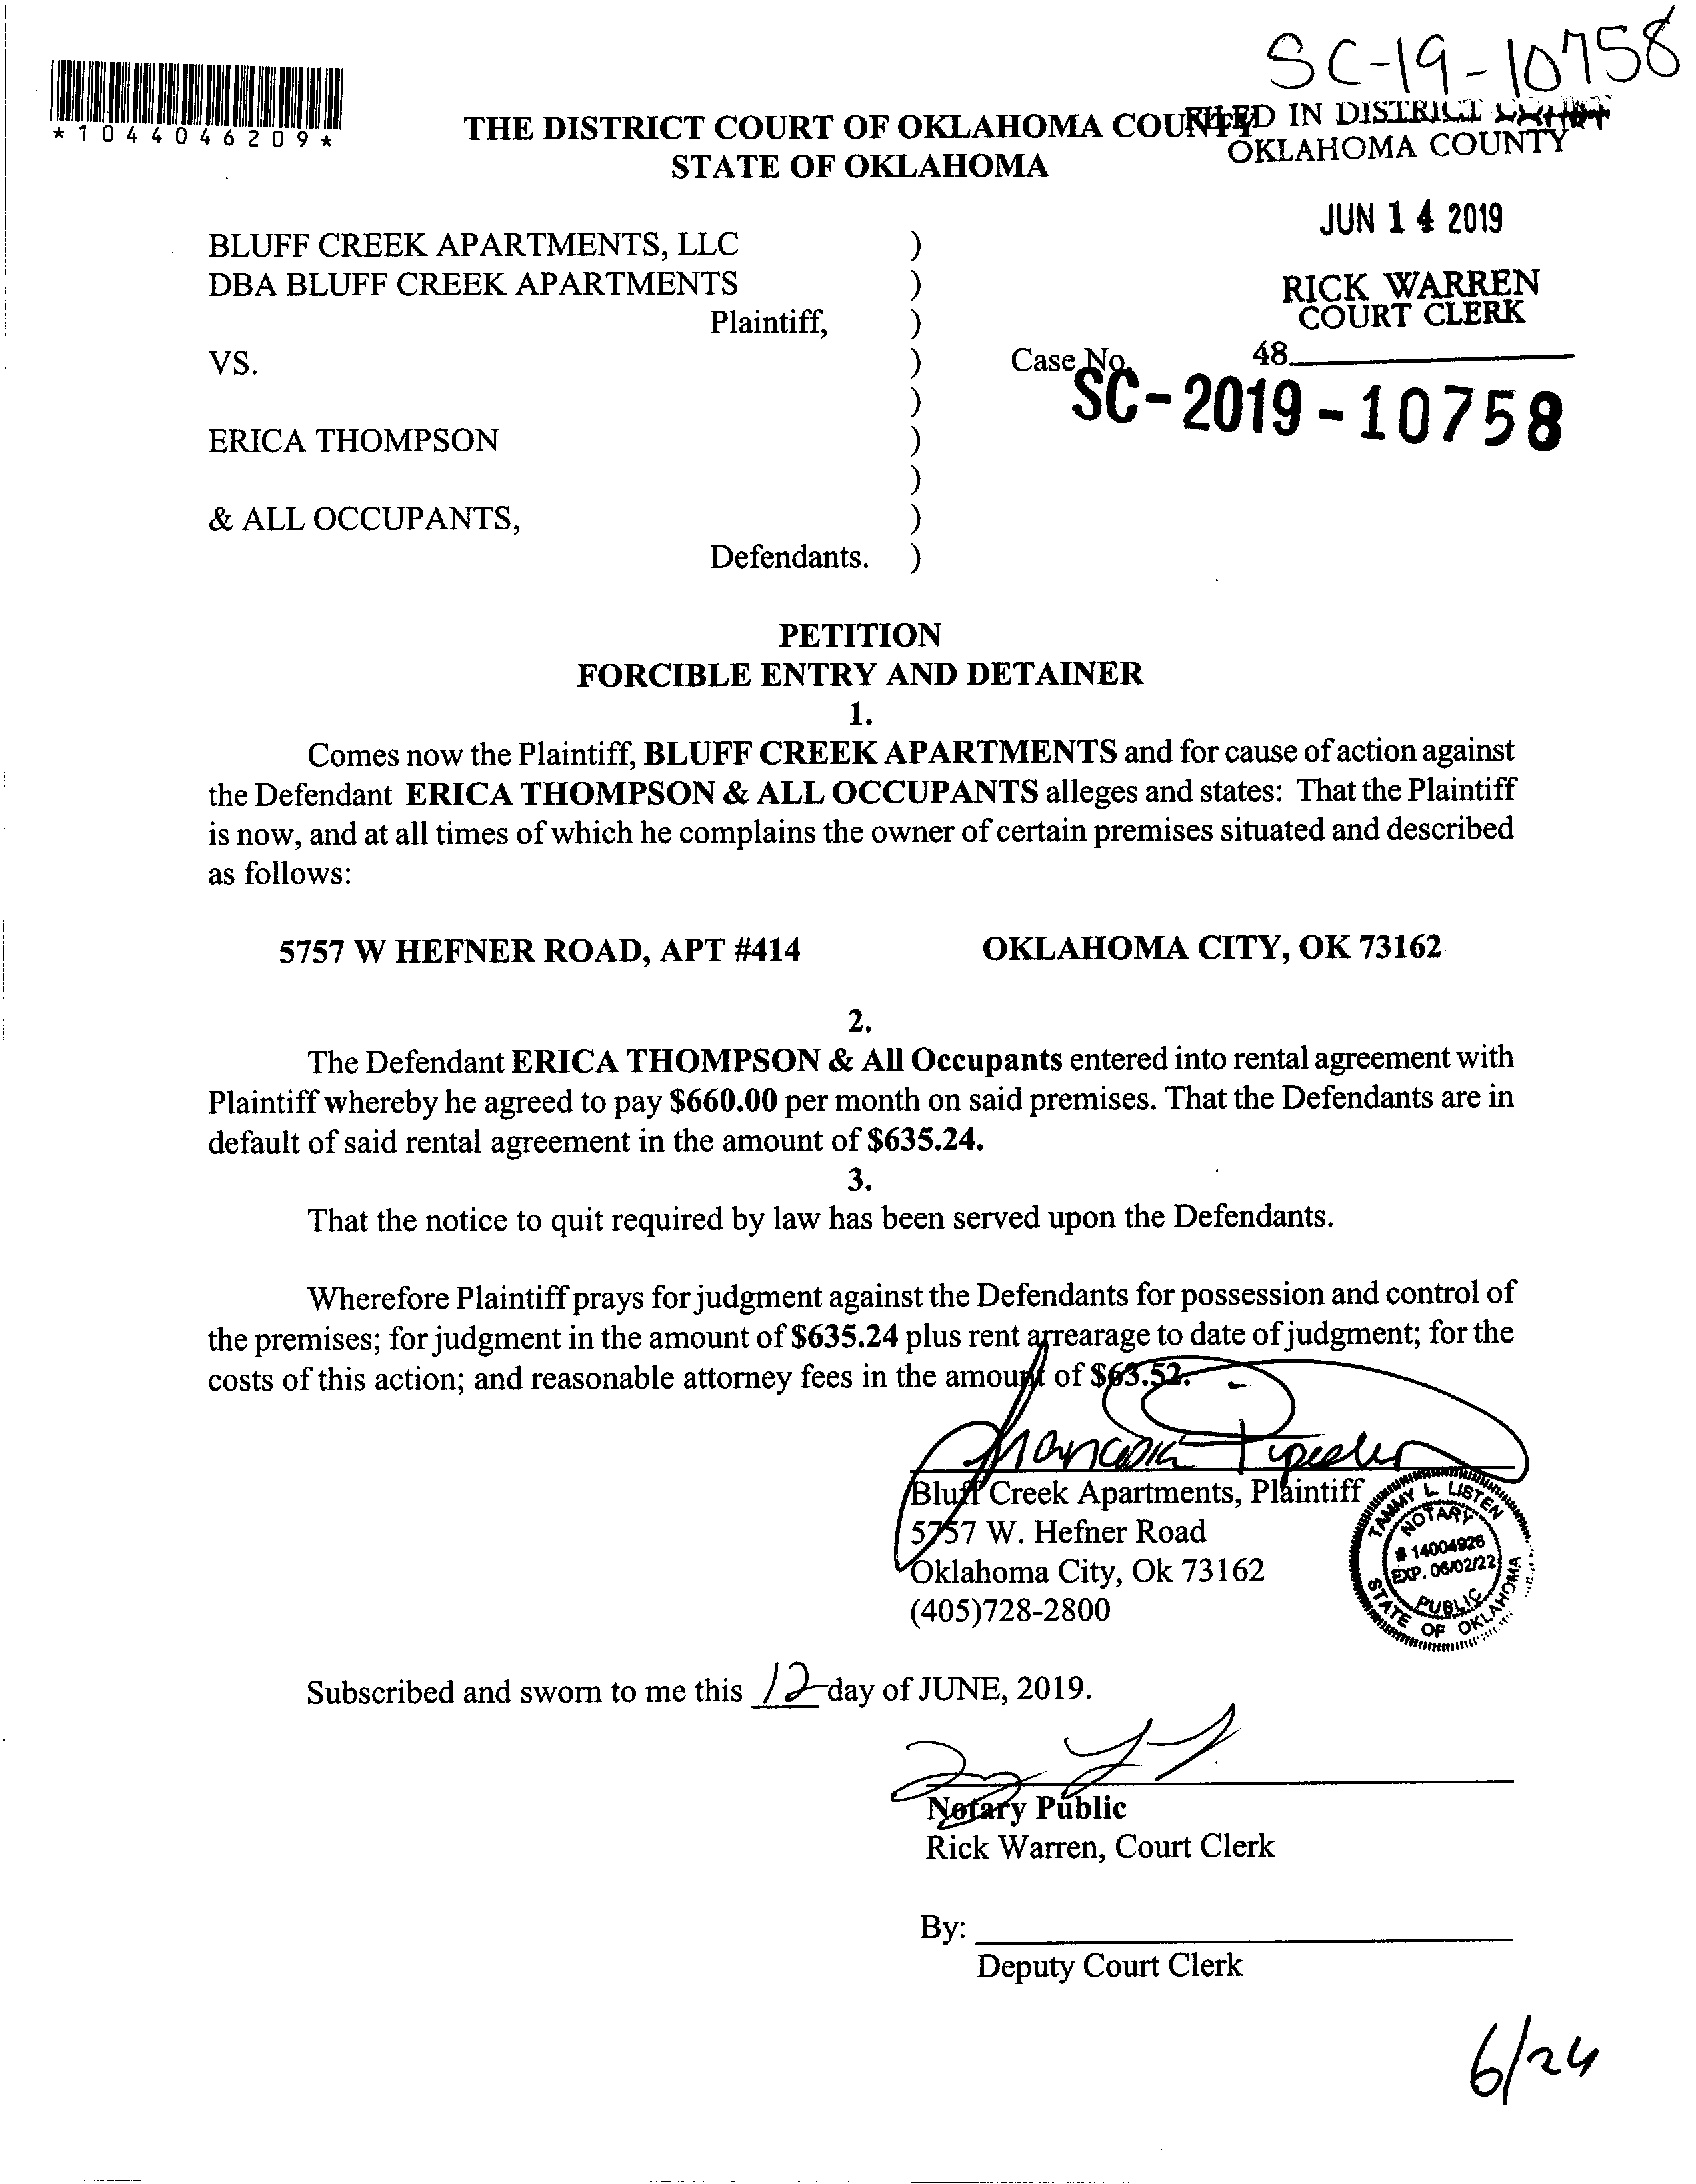 SC-19-10758
*1044046209*
THE DISTRICT COURT OF OKLAHOMA COUNTY
STATE OF OKLAHOMA
FILED IN DISTRICT COURT
OKLAHOMA COUNTY
JUN 14 2019
RICK WARREN
COURT CLERK
48
BLUFF CREEK APARTMENTS, LLC )
DBA BLUFF CREEK APARTMENTS )
Plaintiff, )
VS. ) Case No.
) SC-2019-10758
ERICA THOMPSON )
)
& ALL OCCUPANTS, )
Defendants. )
PETITION
FORCIBLE ENTRY AND DETAINER
1.
Comes now the Plaintiff, BLUFF CREEK APARTMENTS and for cause of action against
the Defendant ERICA THOMPSON & ALL OCCUPANTS alleges and states: That the Plaintiff
is now, and at all times of which he complains the owner of certain premises situated and described
as follows:
5757 W HEFNER ROAD, APT #414 OKLAHOMA CITY, OK 73162
2.
The Defendant ERICA THOMPSON & All Occupants entered into rental agreement with
Plaintiff whereby he agreed to pay $660.00 per month on said premises. That the Defendants are in
default of said rental agreement in the amount of $635.24.
3.
That the notice to quit required by law has been served upon the Defendants.
Wherefore Plaintiff prays for judgment against the Defendants for possession and control of
the premises; for judgment in the amount of $635.24 plus rent arrearage to date of judgment; for the
costs of this action; and reasonable attorney fees in the amount of $63.52.
Bluff Creek Apartments, Plaintiff
5757 W. Hefner Road
Oklahoma City, Ok 73162
(405)728-2800
TAMMY L. LISTEN
NOTARY
# 14004926
EXP. 06/02/22
PUBLIC
STATE OF OKLAHOMA
Subscribed and sworn to me this 12 day of JUNE, 2019.
Notary Public
Rick Warren, Court Clerk
By:
Deputy Court Clerk
6/24